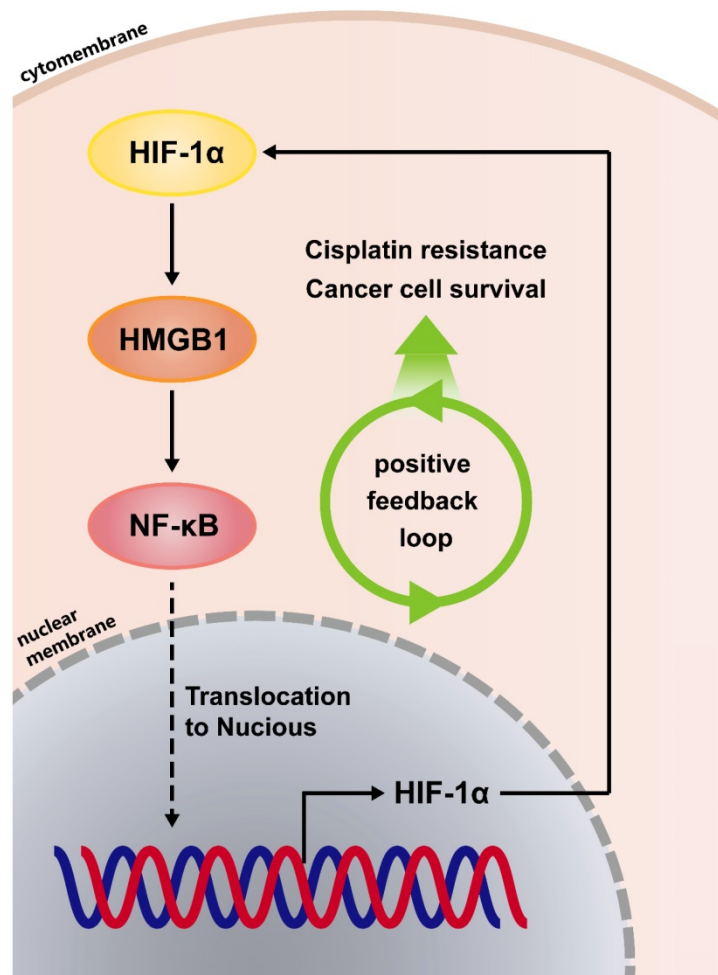 cytomembrane
HIF-1α
HMGB1
NF-κB
Cisplatin resistance
Cancer cell survival
positive
feedback
loop
nuclear
membrane
Translocation
to Nucious
HIF-1α